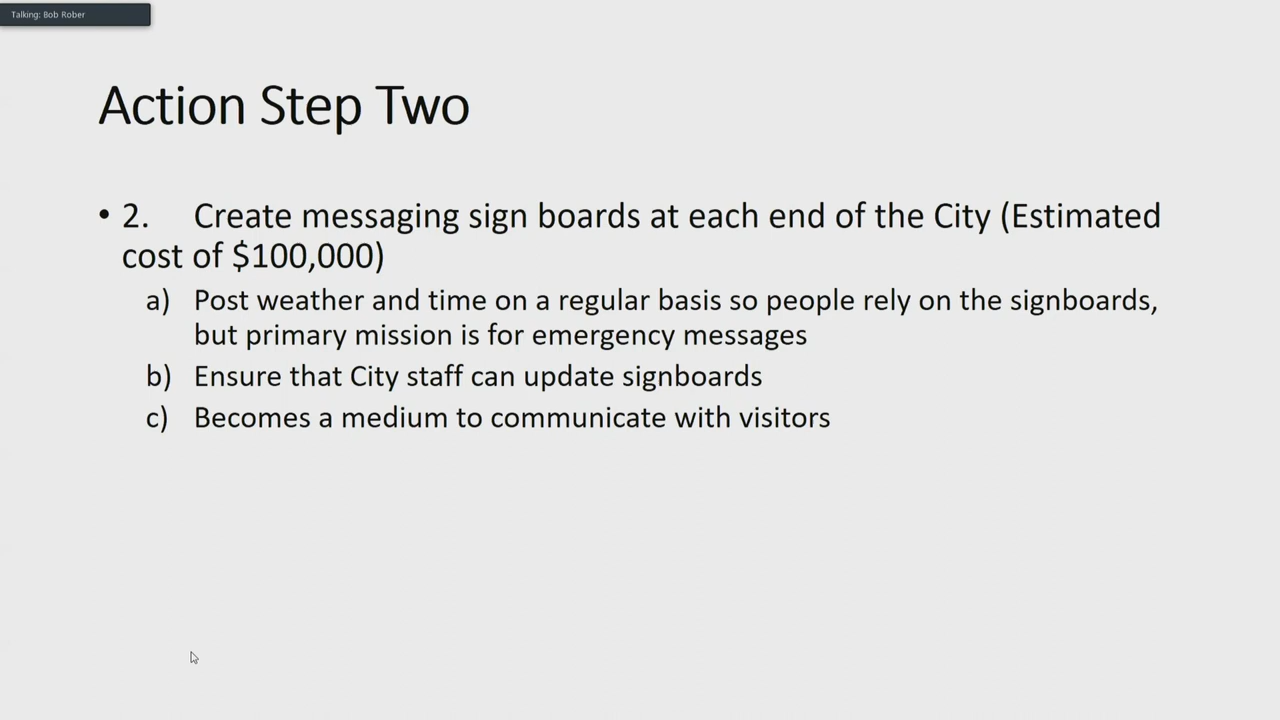 Talking: Bob Rober
Action Step Two
• 2. Create messaging sign boards at each end of the City (Estimated
cost of $100,000)
a) Post weather and time on a regular basis so people rely on the signboards,
but primary mission is for emergency messages
b) Ensure that City staff can update signboards
c) Becomes a medium to communicate with visitors